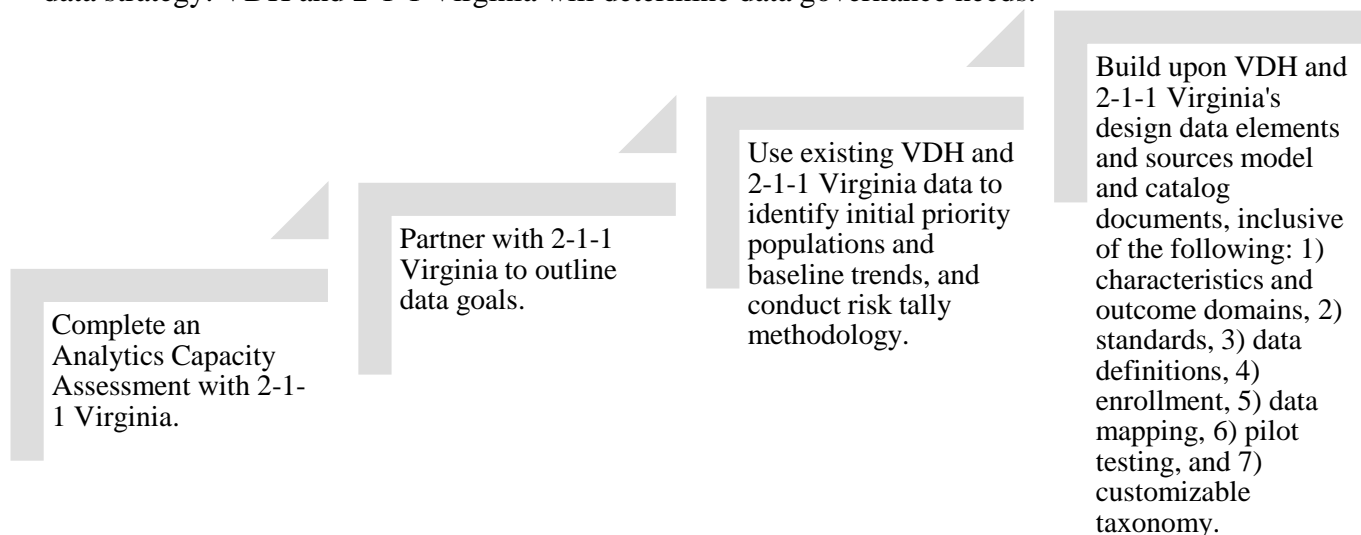 data strategy. VDH and 2-1-1 Virginia will determine data governance needs.
Complete an
Analytics Capacity
Assessment with 2-1-
1 Virginia.
Partner with 2-1-1
Virginia to outline
data goals.
Use existing VDH and
2-1-1 Virginia data to
identify initial priority
populations and
baseline trends, and
conduct risk tally
methodology.
Build upon VDH and
2-1-1 Virginia's
design data elements
and sources model
and catalog
documents, inclusive
of the following: 1)
characteristics and
outcome domains, 2)
standards, 3) data
definitions, 4)
enrollment, 5) data
mapping, 6) pilot
testing, and 7)
customizable
taxonomy.